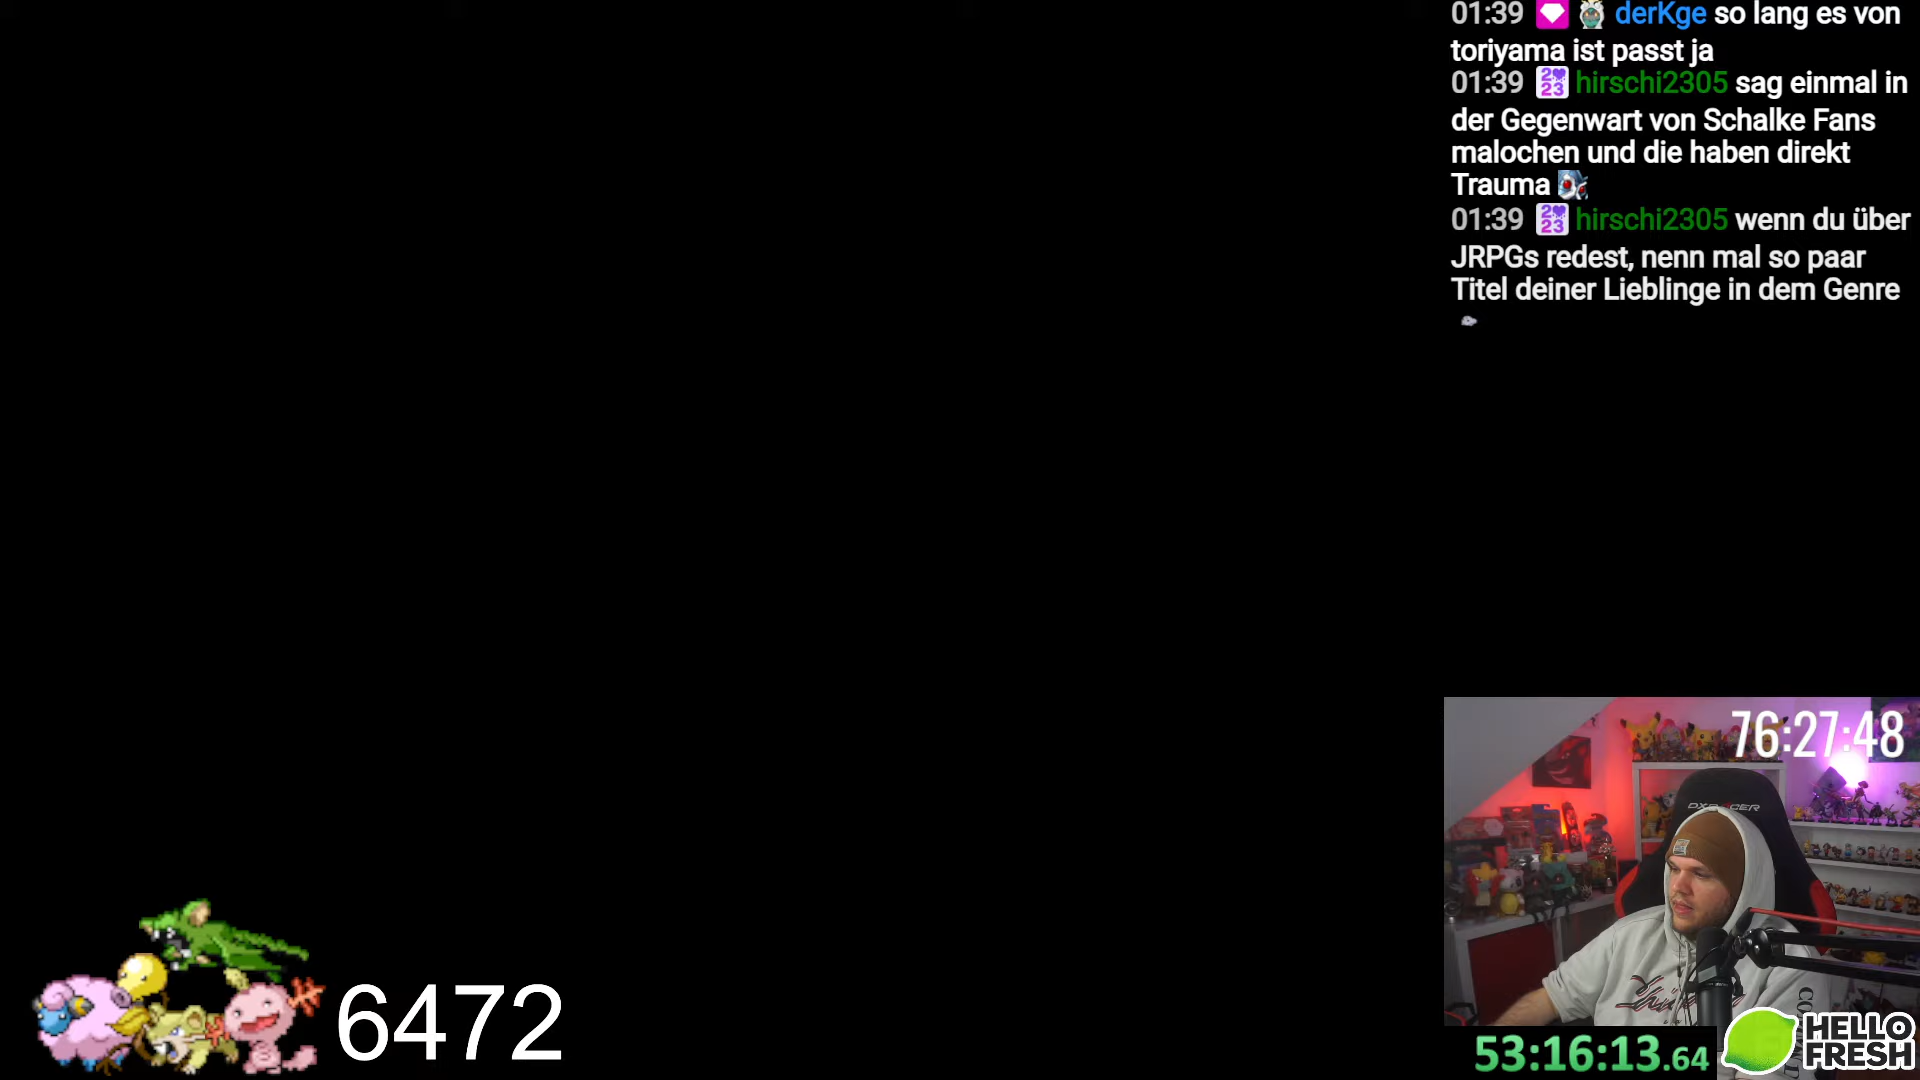 01:39 derKge so lang es von
toriyama ist passt ja
01:39 hirschi2305 sag einmal in
der Gegenwart von Schalke Fans
malochen und die haben direkt
Trauma
01:39 hirschi2305 wenn du über
JRPGs redest, nenn mal so paar
Titel deiner Lieblinge in dem Genre
76:27:48
6472
53:16:13.64
HELLO
FRESH